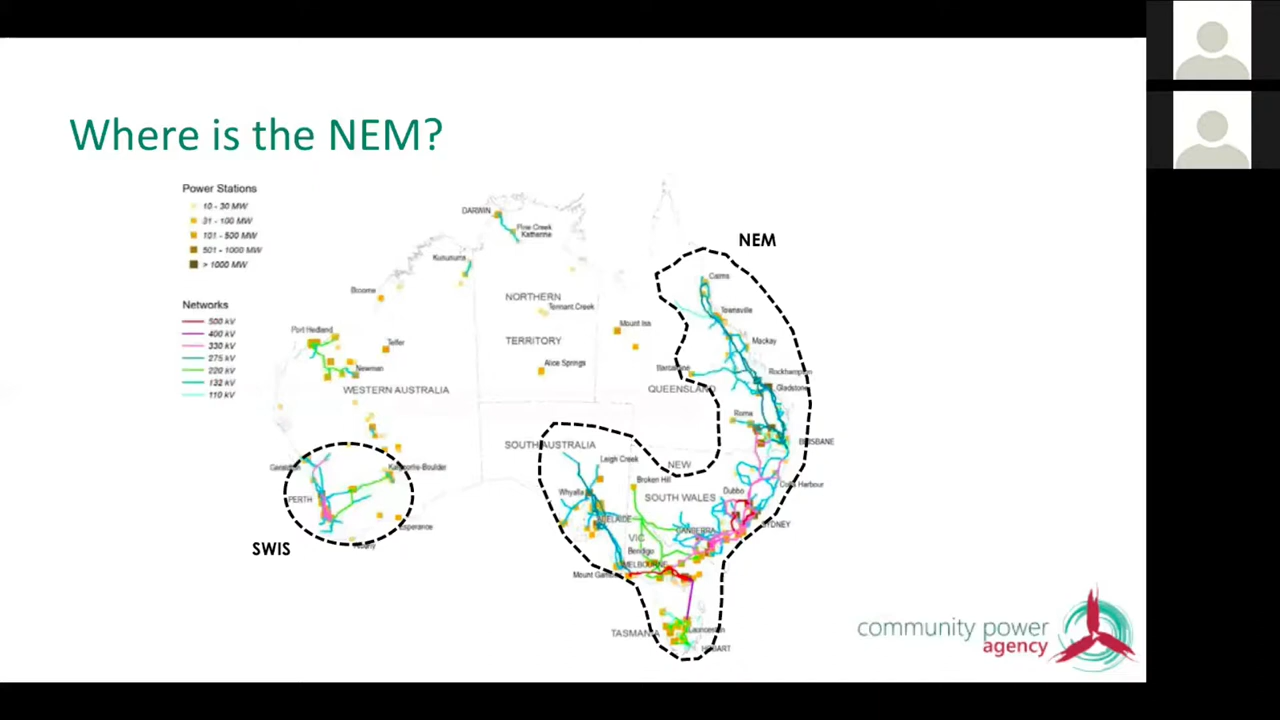 Where is the NEM?
Power Stations
10 - 30 MW
31 - 100 MW
101 - 500 MW
501 - 1000 MW
> 1000 MW
Networks
500 kV
400 kV
330 kV
275 kV
220 kV
132 kV
110 kV
NEM
SWIS
DARWIN
Pine Creek
Katherine
Kununurra
Broome
NORTHERN
TERRITORY
Tennant Creek
Mount Isa
Alice Springs
Port Hedland
Telfer
Newman
WESTERN AUSTRALIA
Cairns
Townsville
Mackay
Barcaldine
Rockhampton
Gladstone
QUEENSLAND
Roma
BRISBANE
SOUTH AUSTRALIA
Leigh Creek
NEW
SOUTH WALES
Broken Hill
Dubbo
Coffs Harbour
Whyalla
ADELAIDE
CANBERRA
SYDNEY
VIC
Bendigo
MELBOURNE
Mount Gambier
TASMANIA
Launceston
HOBART
Geraldton
Kalgoorlie-Boulder
PERTH
Esperance
Albany
community power
agency